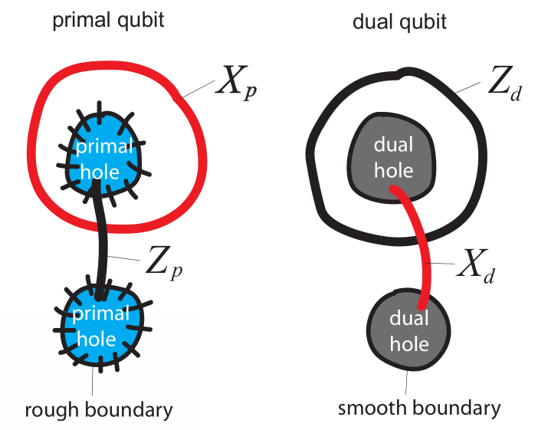 primal qubit
dual qubit
X_p
Z_d
primal
hole
dual
hole
Z_p
X_d
primal
hole
dual
hole
rough boundary
smooth boundary